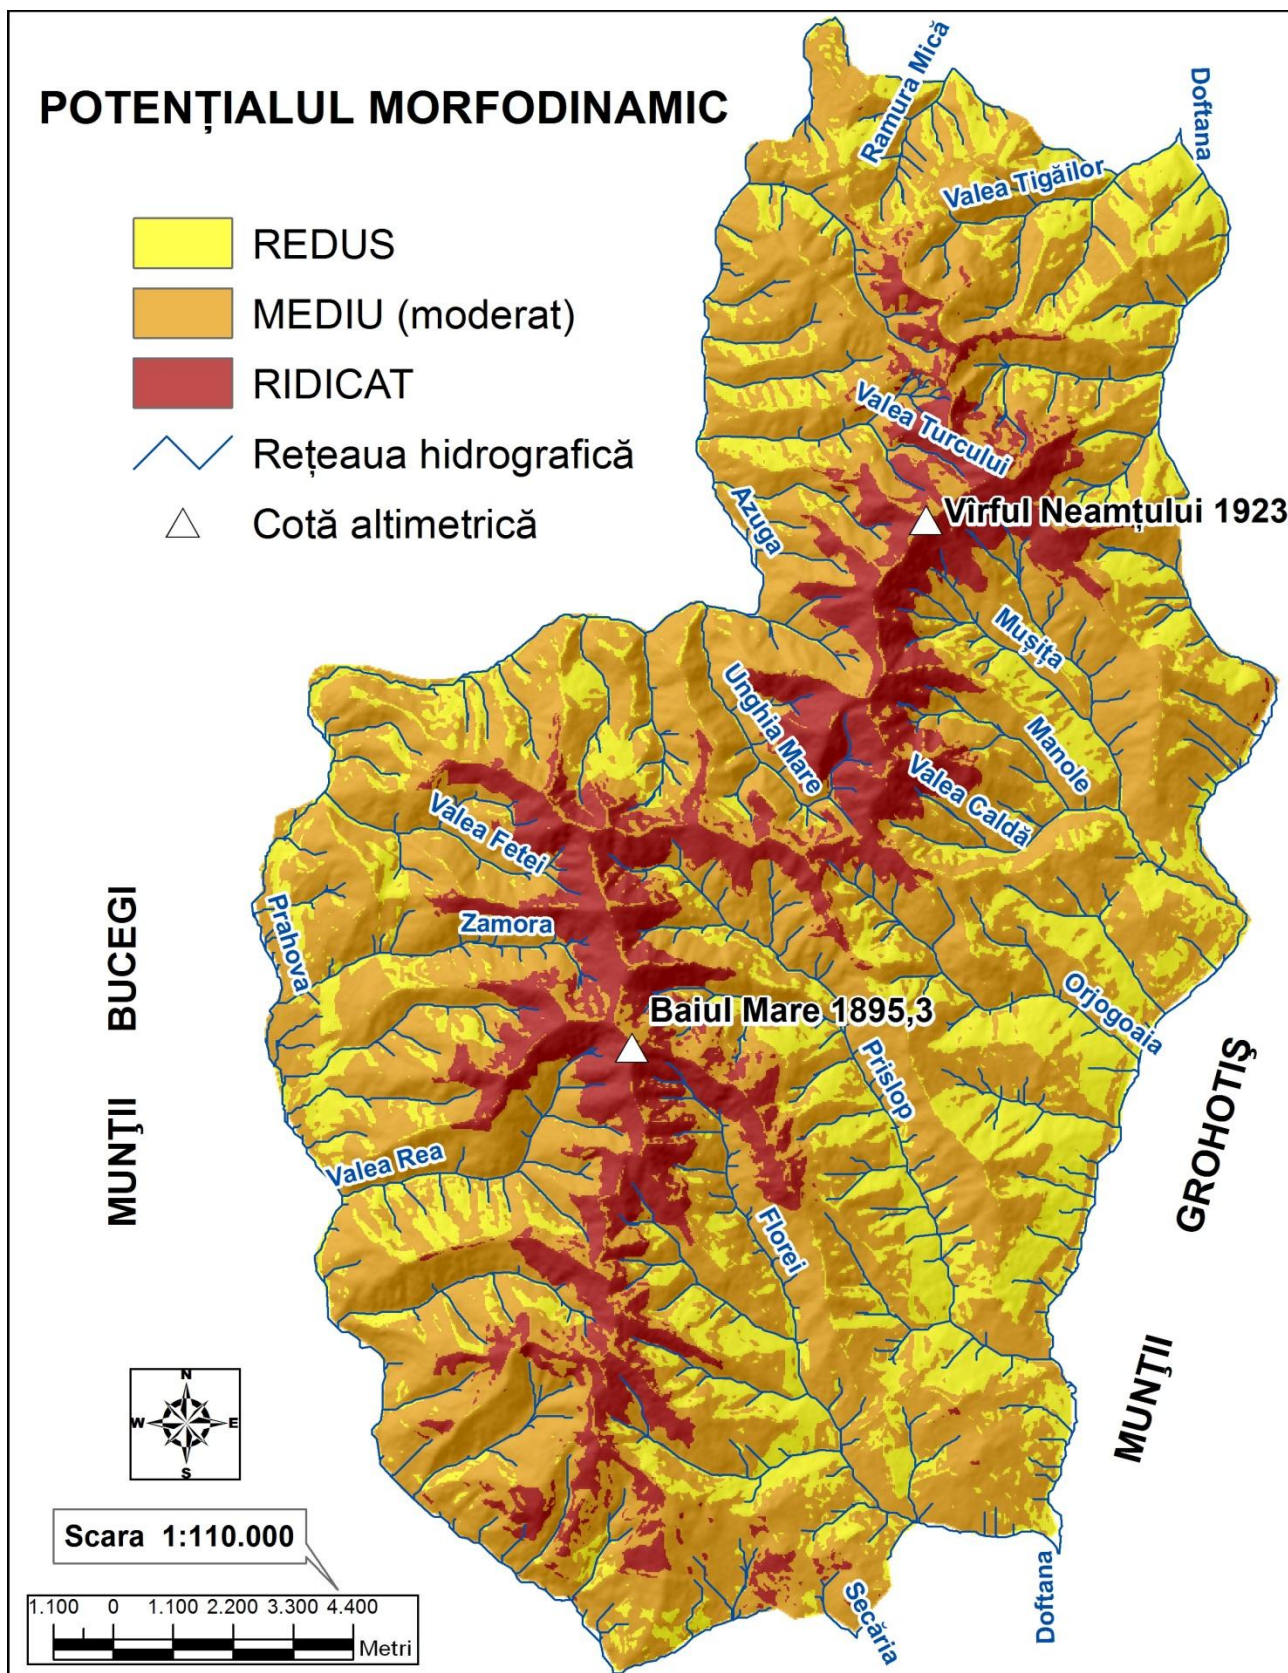 POTENȚIALUL MORFODINAMIC
REDUS
MEDIU (moderat)
RIDICAT
Rețeaua hidrografică
Cotă altimetrică
Ramura Mică
Doftana
Valea Tigăilor
Valea Turcului
Azuga
Vîrful Neamțului 1923
Mușița
Unghia Mare
Manole
Valea Caldă
Valea Fetei
Prahova
Zamora
Orjogoaia
Baiul Mare 1895,3
Prislop
Valea Rea
Florei
MUNŢII BUCEGI
MUNŢII GROHOTIŞ
N
W E
S
Scara 1:110.000
1.100 0 1.100 2.200 3.300 4.400
Metri
Secăria
Doftana